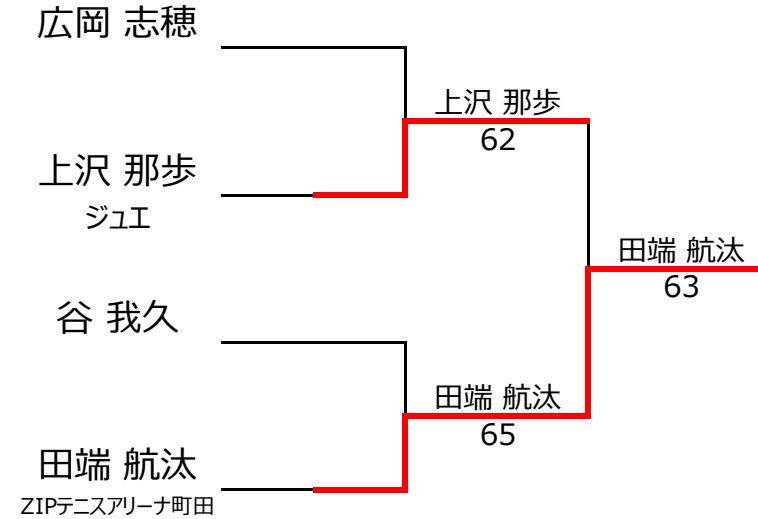 広岡 志穂
上沢 那歩
62
上沢 那歩
ジュエ
田端 航汰
63
谷 我久
田端 航汰
65
田端 航汰
ZIPテニスアリーナ町田